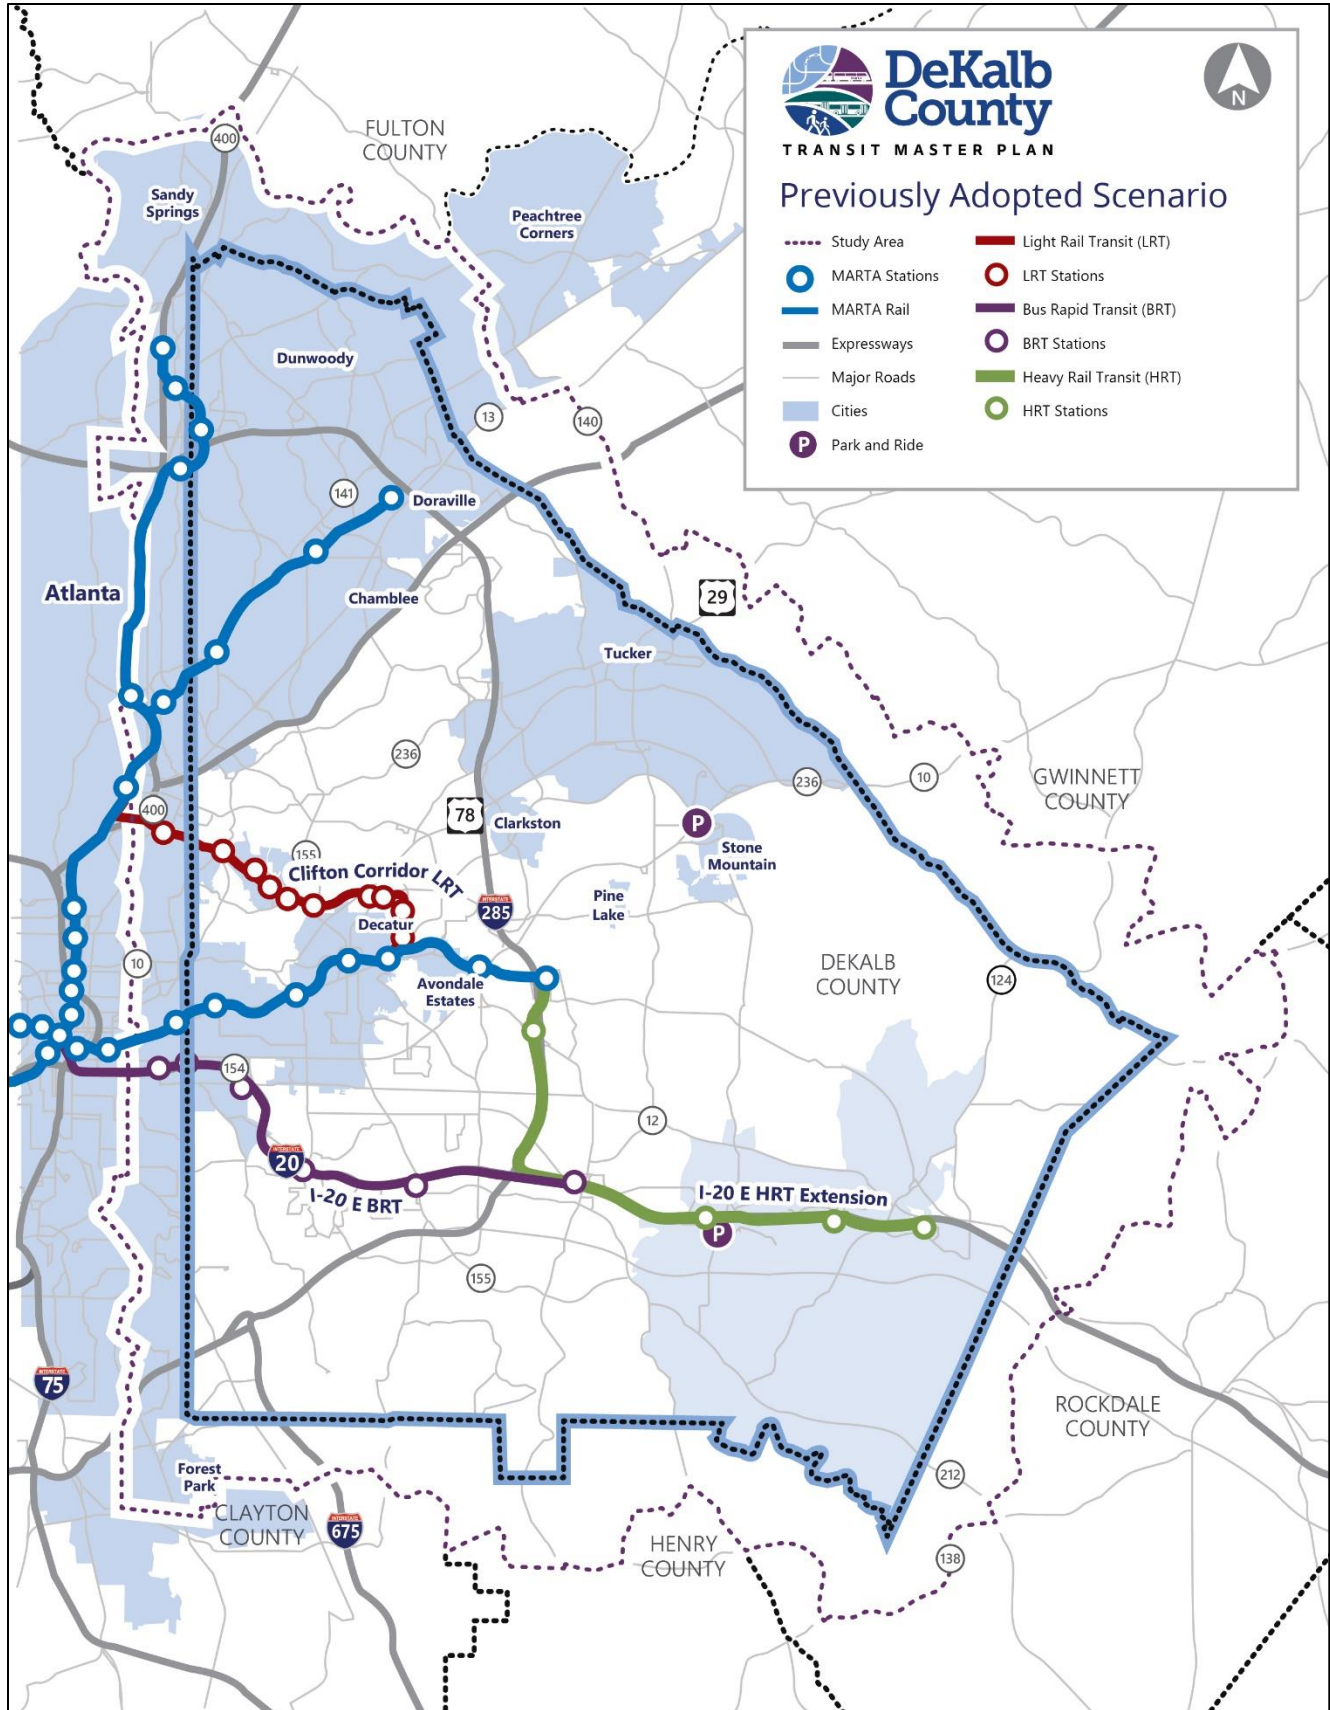 DeKalb
County
TRANSIT MASTER PLAN
N
Previously Adopted Scenario
Study Area
MARTA Stations
MARTA Rail
Expressways
Major Roads
Cities
P
Park and Ride
Light Rail Transit (LRT)
LRT Stations
Bus Rapid Transit (BRT)
BRT Stations
Heavy Rail Transit (HRT)
HRT Stations
400
FULTON
COUNTY
Sandy
Springs
Peachtree
Corners
Dunwoody
13
140
141
Doraville
Atlanta
Chamblee
29
Tucker
236
236
10
GWINNETT
COUNTY
400
78
Clarkston
P
Stone
Mountain
155
Clifton Corridor LRT
Pine
Lake
INTERSTATE
285
Decatur
10
Avondale
Estates
DEKALB
COUNTY
124
154
12
INTERSTATE
20
I-20 E BRT
I-20 E HRT Extension
P
155
INTERSTATE
75
ROCKDALE
COUNTY
Forest
Park
212
CLAYTON
COUNTY
INTERSTATE
675
HENRY
COUNTY
138